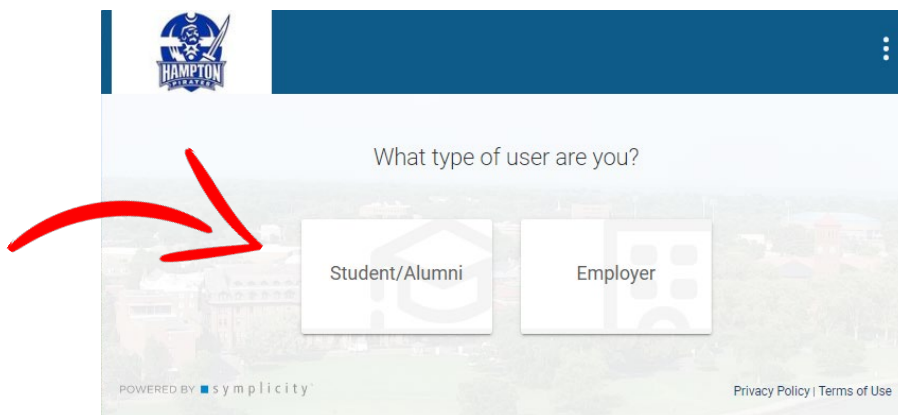 HAMPTON
PIRATES
What type of user are you?
Student/Alumni
Employer
POWERED BY symplicity
Privacy Policy | Terms of Use